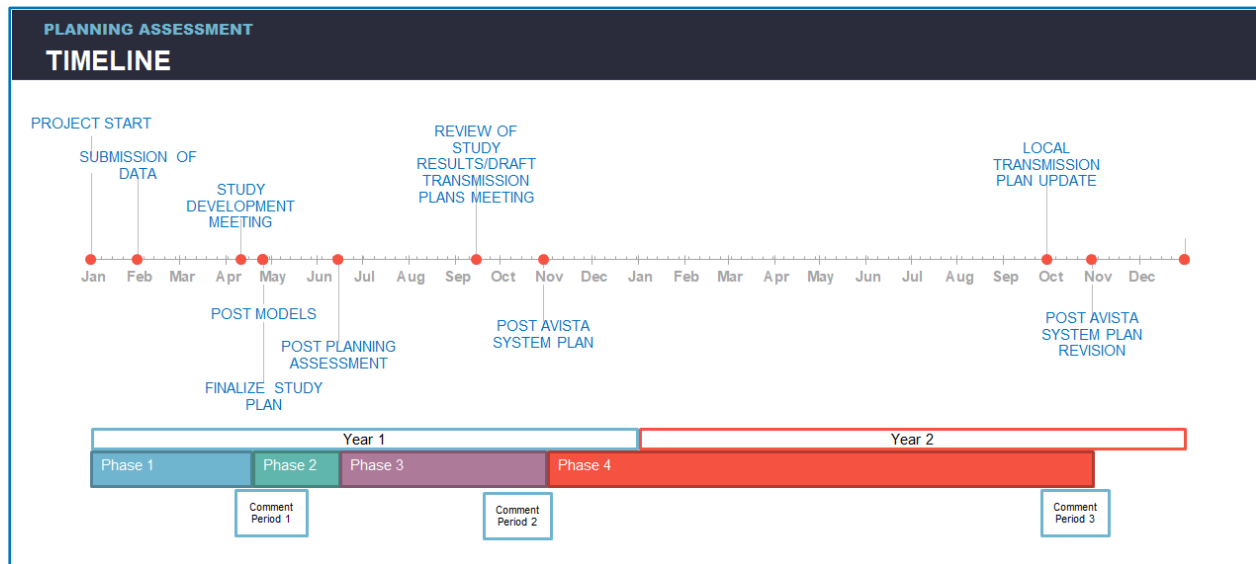 PLANNING ASSESSMENT
TIMELINE
PROJECT START
SUBMISSION OF
DATA
STUDY
DEVELOPMENT
MEETING
REVIEW OF
STUDY
RESULTS/DRAFT
TRANSMISSION
PLANS MEETING
LOCAL
TRANSMISSION
PLAN UPDATE
Jan Feb Mar Apr May Jun Jul Aug Sep Oct Nov Dec Jan Feb Mar Apr May Jun Jul Aug Sep Oct Nov Dec
POST MODELS
FINALIZE STUDY
PLAN
POST PLANNING
ASSESSMENT
POST AVISTA
SYSTEM PLAN
POST AVISTA
SYSTEM PLAN
REVISION
Year 1 Year 2
Phase 1 Phase 2 Phase 3 Phase 4
Comment
Period 1
Comment
Period 2
Comment
Period 3